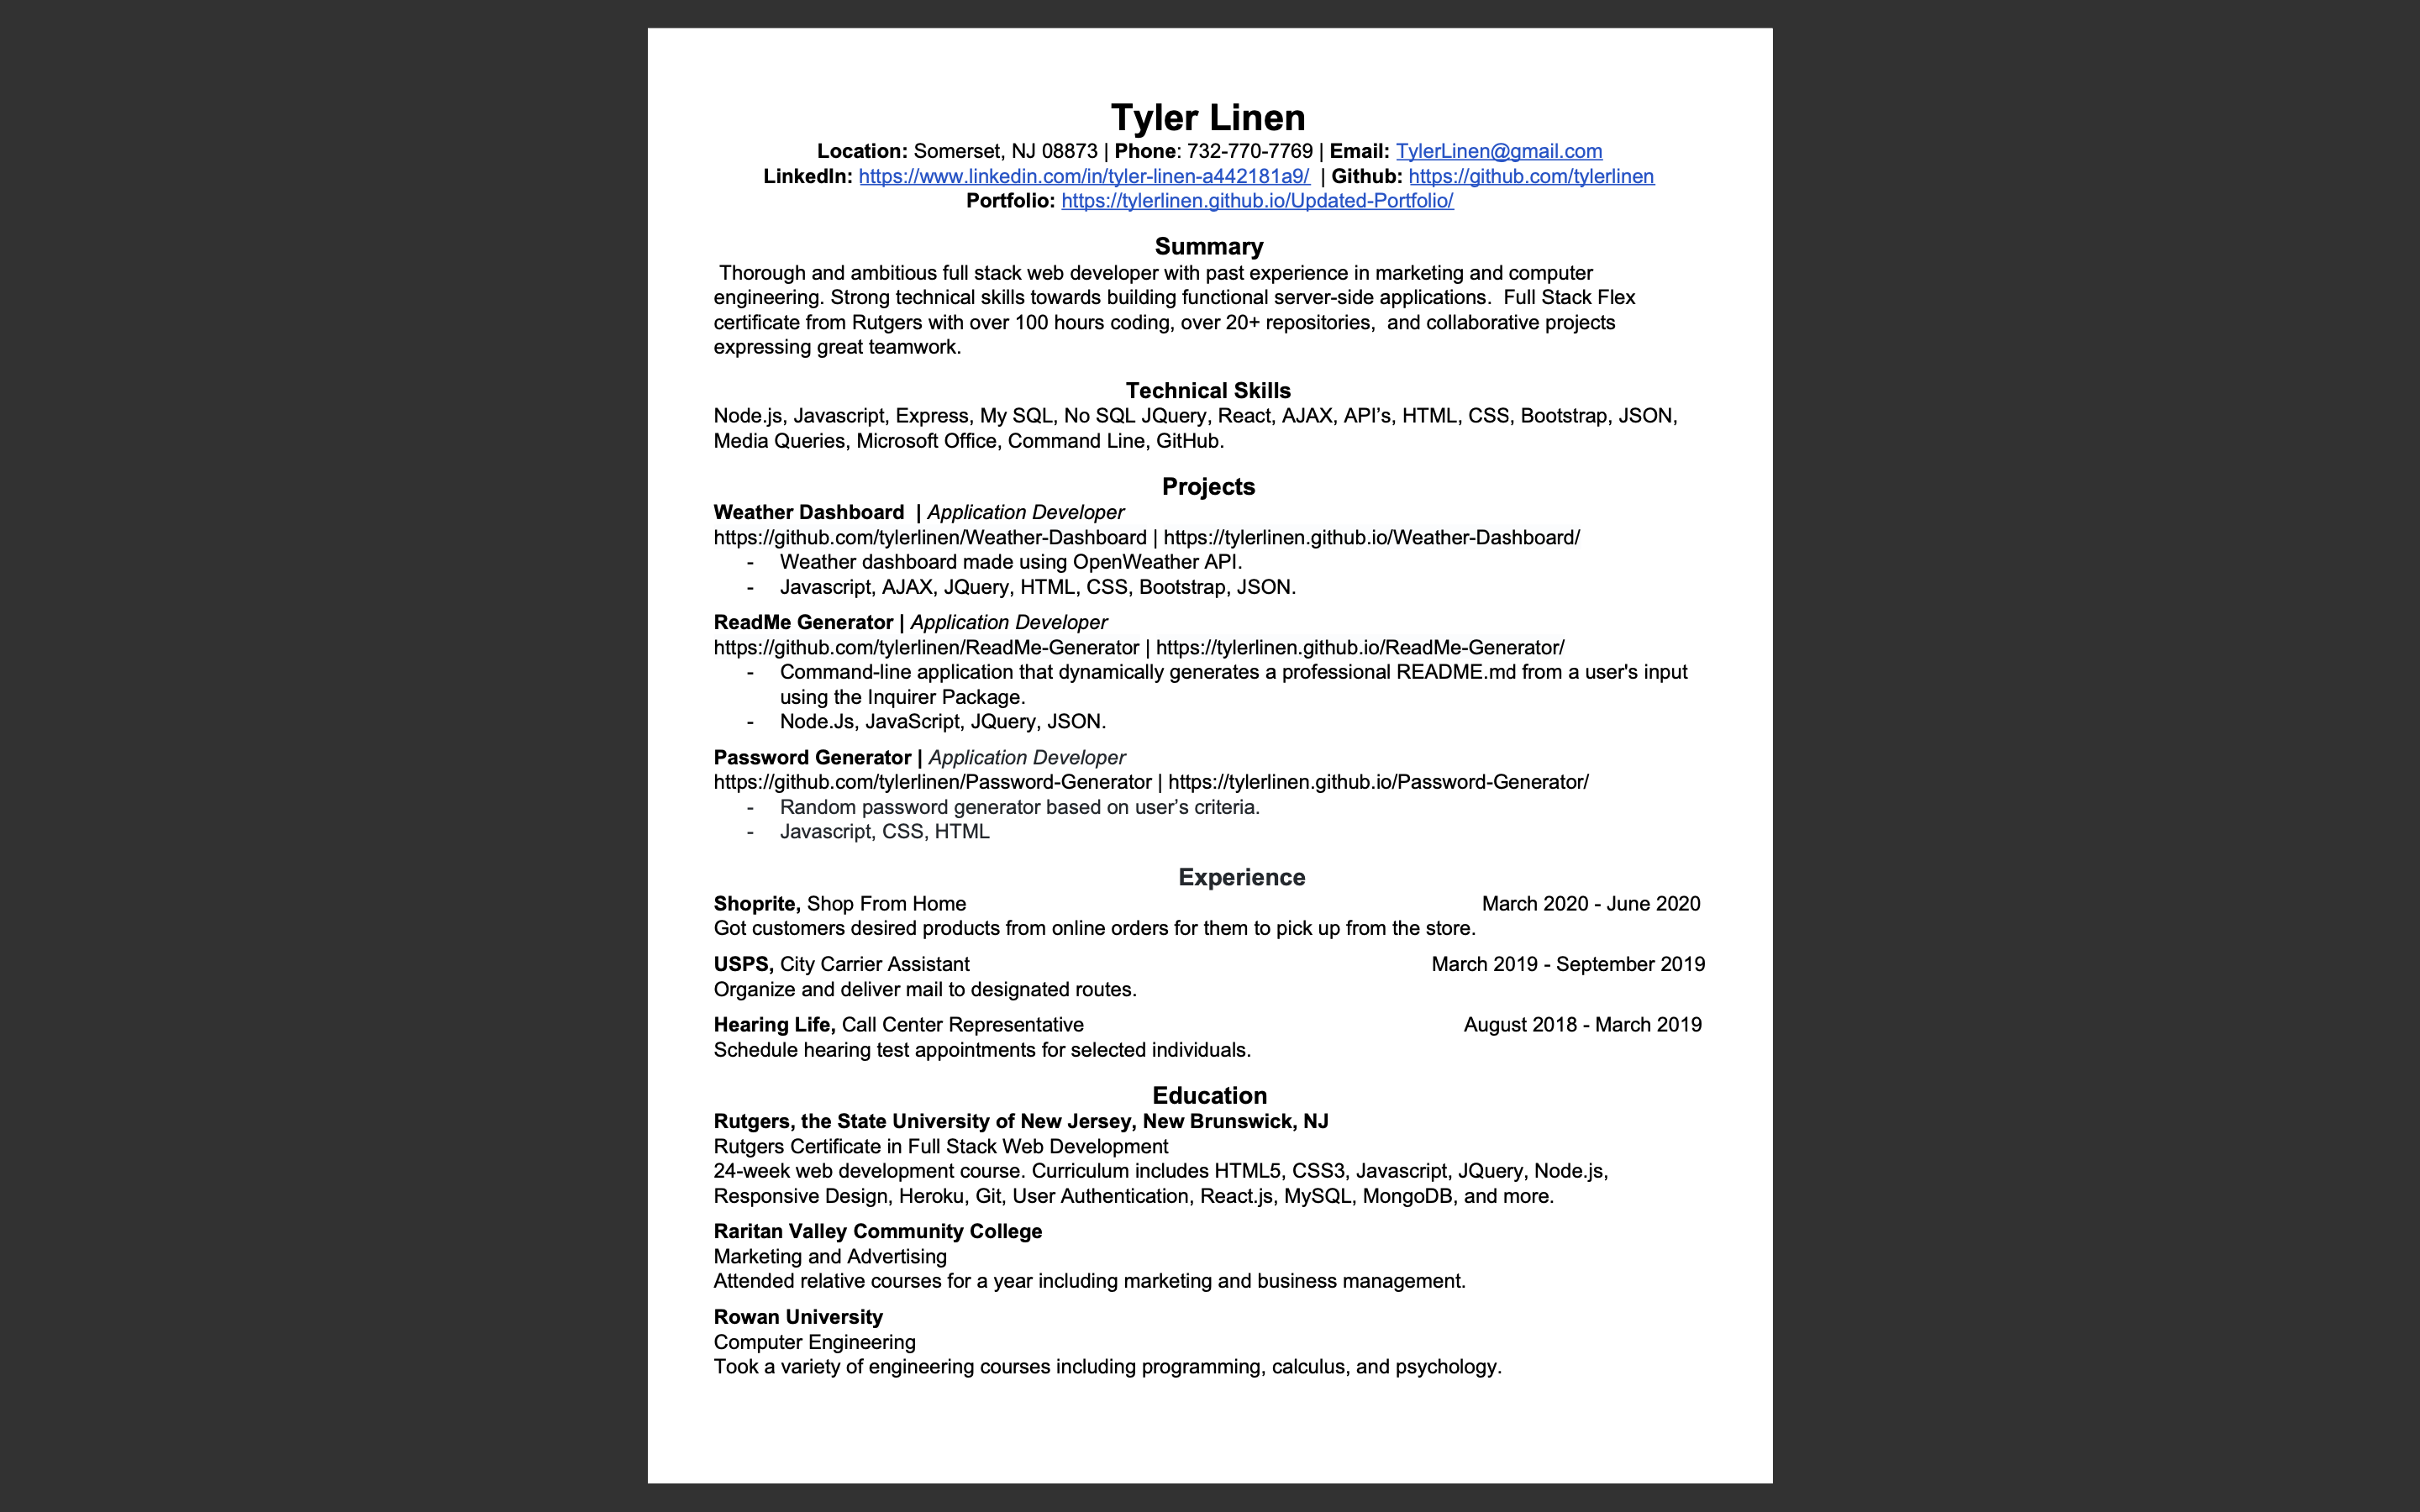 Tyler Linen
Location: Somerset, NJ 08873 | Phone: 732-770-7769 | Email: TylerLinen@gmail.com
LinkedIn: https://www.linkedin.com/in/tyler-linen-a442181a9/ | Github: https://github.com/tylerlinen
Portfolio: https://tylerlinen.github.io/Updated-Portfolio/
Summary
Thorough and ambitious full stack web developer with past experience in marketing and computer
engineering. Strong technical skills towards building functional server-side applications. Full Stack Flex
certificate from Rutgers with over 100 hours coding, over 20+ repositories, and collaborative projects
expressing great teamwork.
Technical Skills
Node.js, Javascript, Express, My SQL, No SQL JQuery, React, AJAX, API’s, HTML, CSS, Bootstrap, JSON,
Media Queries, Microsoft Office, Command Line, GitHub.
Projects
Weather Dashboard | Application Developer
https://github.com/tylerlinen/Weather-Dashboard | https://tylerlinen.github.io/Weather-Dashboard/
- Weather dashboard made using OpenWeather API.
- Javascript, AJAX, JQuery, HTML, CSS, Bootstrap, JSON.
ReadMe Generator | Application Developer
https://github.com/tylerlinen/ReadMe-Generator | https://tylerlinen.github.io/ReadMe-Generator/
- Command-line application that dynamically generates a professional README.md from a user's input
using the Inquirer Package.
- Node.Js, JavaScript, JQuery, JSON.
Password Generator | Application Developer
https://github.com/tylerlinen/Password-Generator | https://tylerlinen.github.io/Password-Generator/
- Random password generator based on user’s criteria.
- Javascript, CSS, HTML
Experience
Shoprite, Shop From Home March 2020 - June 2020
Got customers desired products from online orders for them to pick up from the store.
USPS, City Carrier Assistant March 2019 - September 2019
Organize and deliver mail to designated routes.
Hearing Life, Call Center Representative August 2018 - March 2019
Schedule hearing test appointments for selected individuals.
Education
Rutgers, the State University of New Jersey, New Brunswick, NJ
Rutgers Certificate in Full Stack Web Development
24-week web development course. Curriculum includes HTML5, CSS3, Javascript, JQuery, Node.js,
Responsive Design, Heroku, Git, User Authentication, React.js, MySQL, MongoDB, and more.
Raritan Valley Community College
Marketing and Advertising
Attended relative courses for a year including marketing and business management.
Rowan University
Computer Engineering
Took a variety of engineering courses including programming, calculus, and psychology.